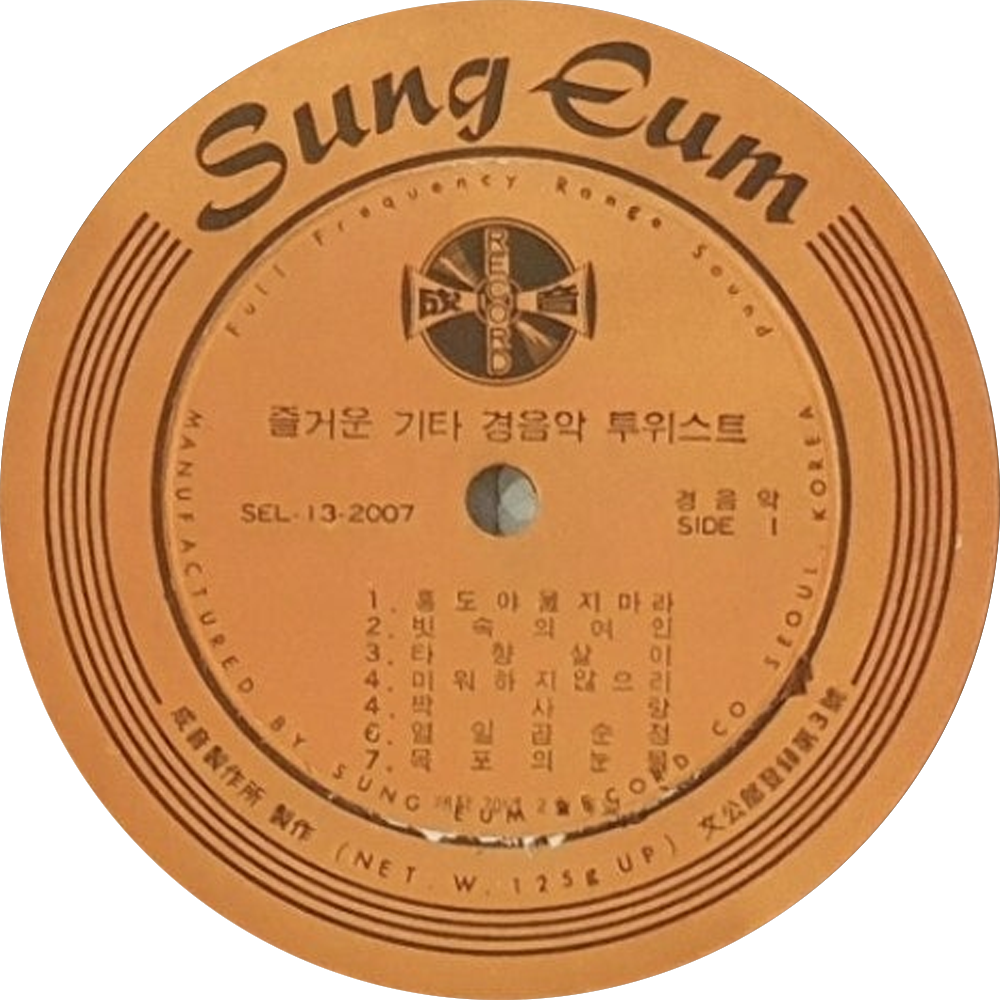 Sung Eum
Full Frequency Range Sound
RECORD
成音
즐거운 기타 경음악 투위스트
SEL-13-2007
경음악
SIDE 1
1. 홍도야 울지마라
2. 빗속의 여인
3. 타향살이
4. 미워하지않으리
4. 막사랑
6. 열일곱순정
7. 목포의 눈물
MANUFACTURED BY SUNG EUM RECORD CO SEOUL. KOREA
成音製作所 製作 (NET. W. 125g UP) 文公部登録第3號